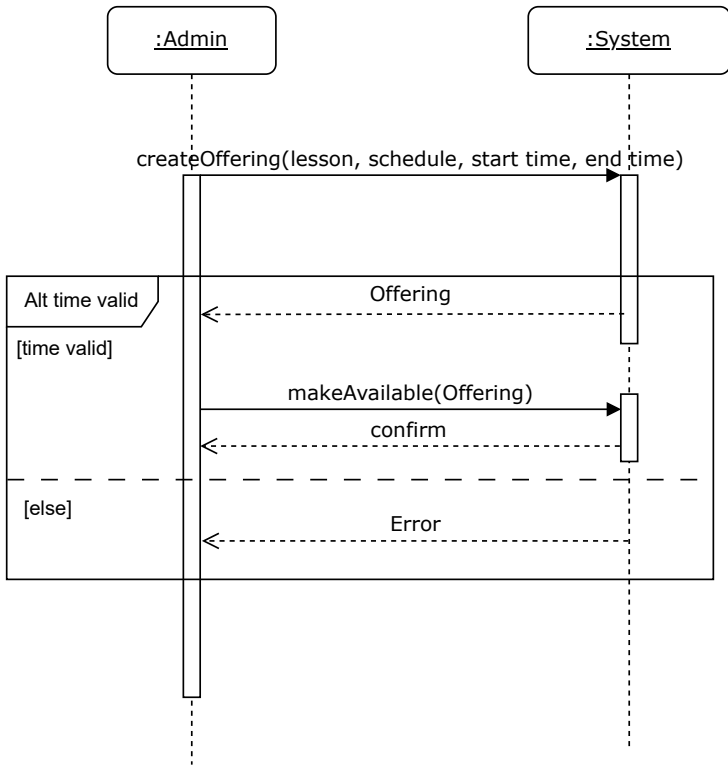 :Admin
:System
createOffering(lesson, schedule, start time, end time)
Alt time valid
Offering
[time valid]
makeAvailable(Offering)
confirm
[else]
Error